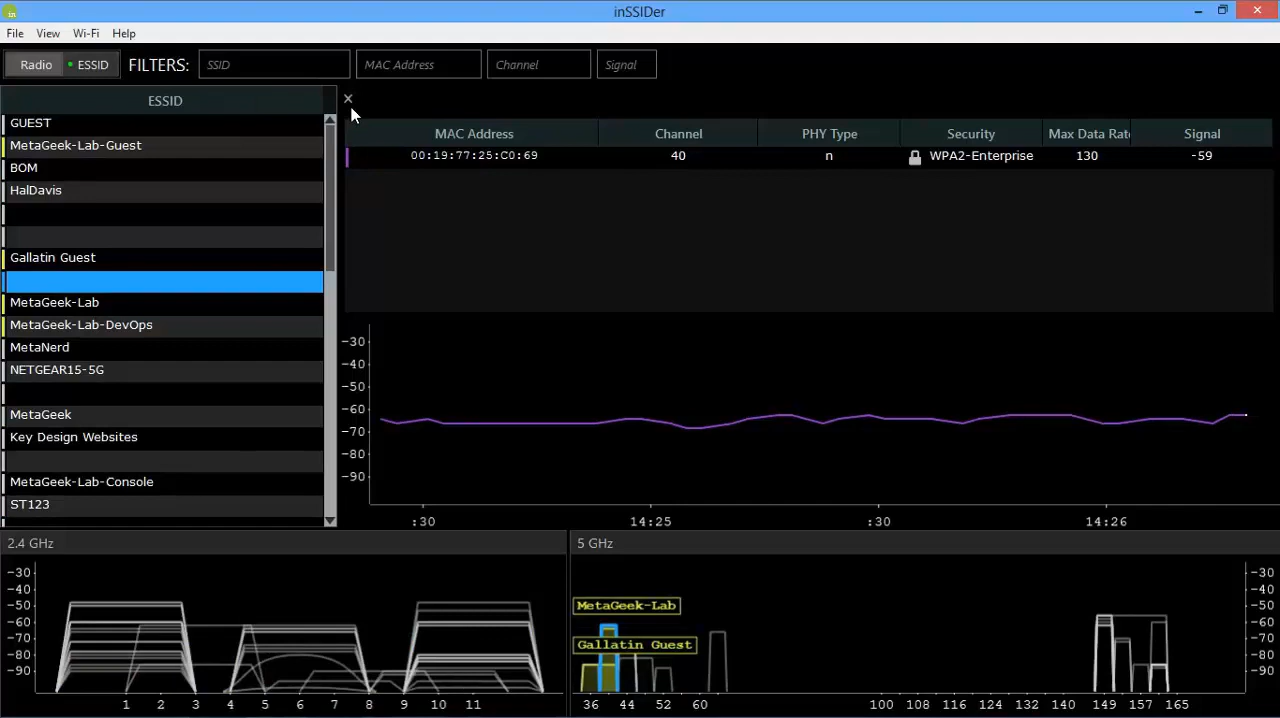 in
inSSIDer
File View Wi-Fi Help
Radio ESSID FILTERS: SSID MAC Address Channel Signal
ESSID
GUEST
MetaGeek-Lab-Guest
BOM
HalDavis
Gallatin Guest
MetaGeek-Lab
MetaGeek-Lab-DevOps
MetaNerd
NETGEAR15-5G
MetaGeek
Key Design Websites
MetaGeek-Lab-Console
ST123
MAC Address Channel PHY Type Security Max Data Rate Signal
00:19:77:25:C0:69 40 n WPA2-Enterprise 130 -59
-30
-40
-50
-60
-70
-80
-90
:30 14:25 :30 14:26
2.4 GHz
-30
-40
-50
-60
-70
-80
-90
1 2 3 4 5 6 7 8 9 10 11
5 GHz
MetaGeek-Lab
Gallatin Guest
-30
-40
-50
-60
-70
-80
-90
36 44 52 60 100 108 116 124 132 140 149 157 165